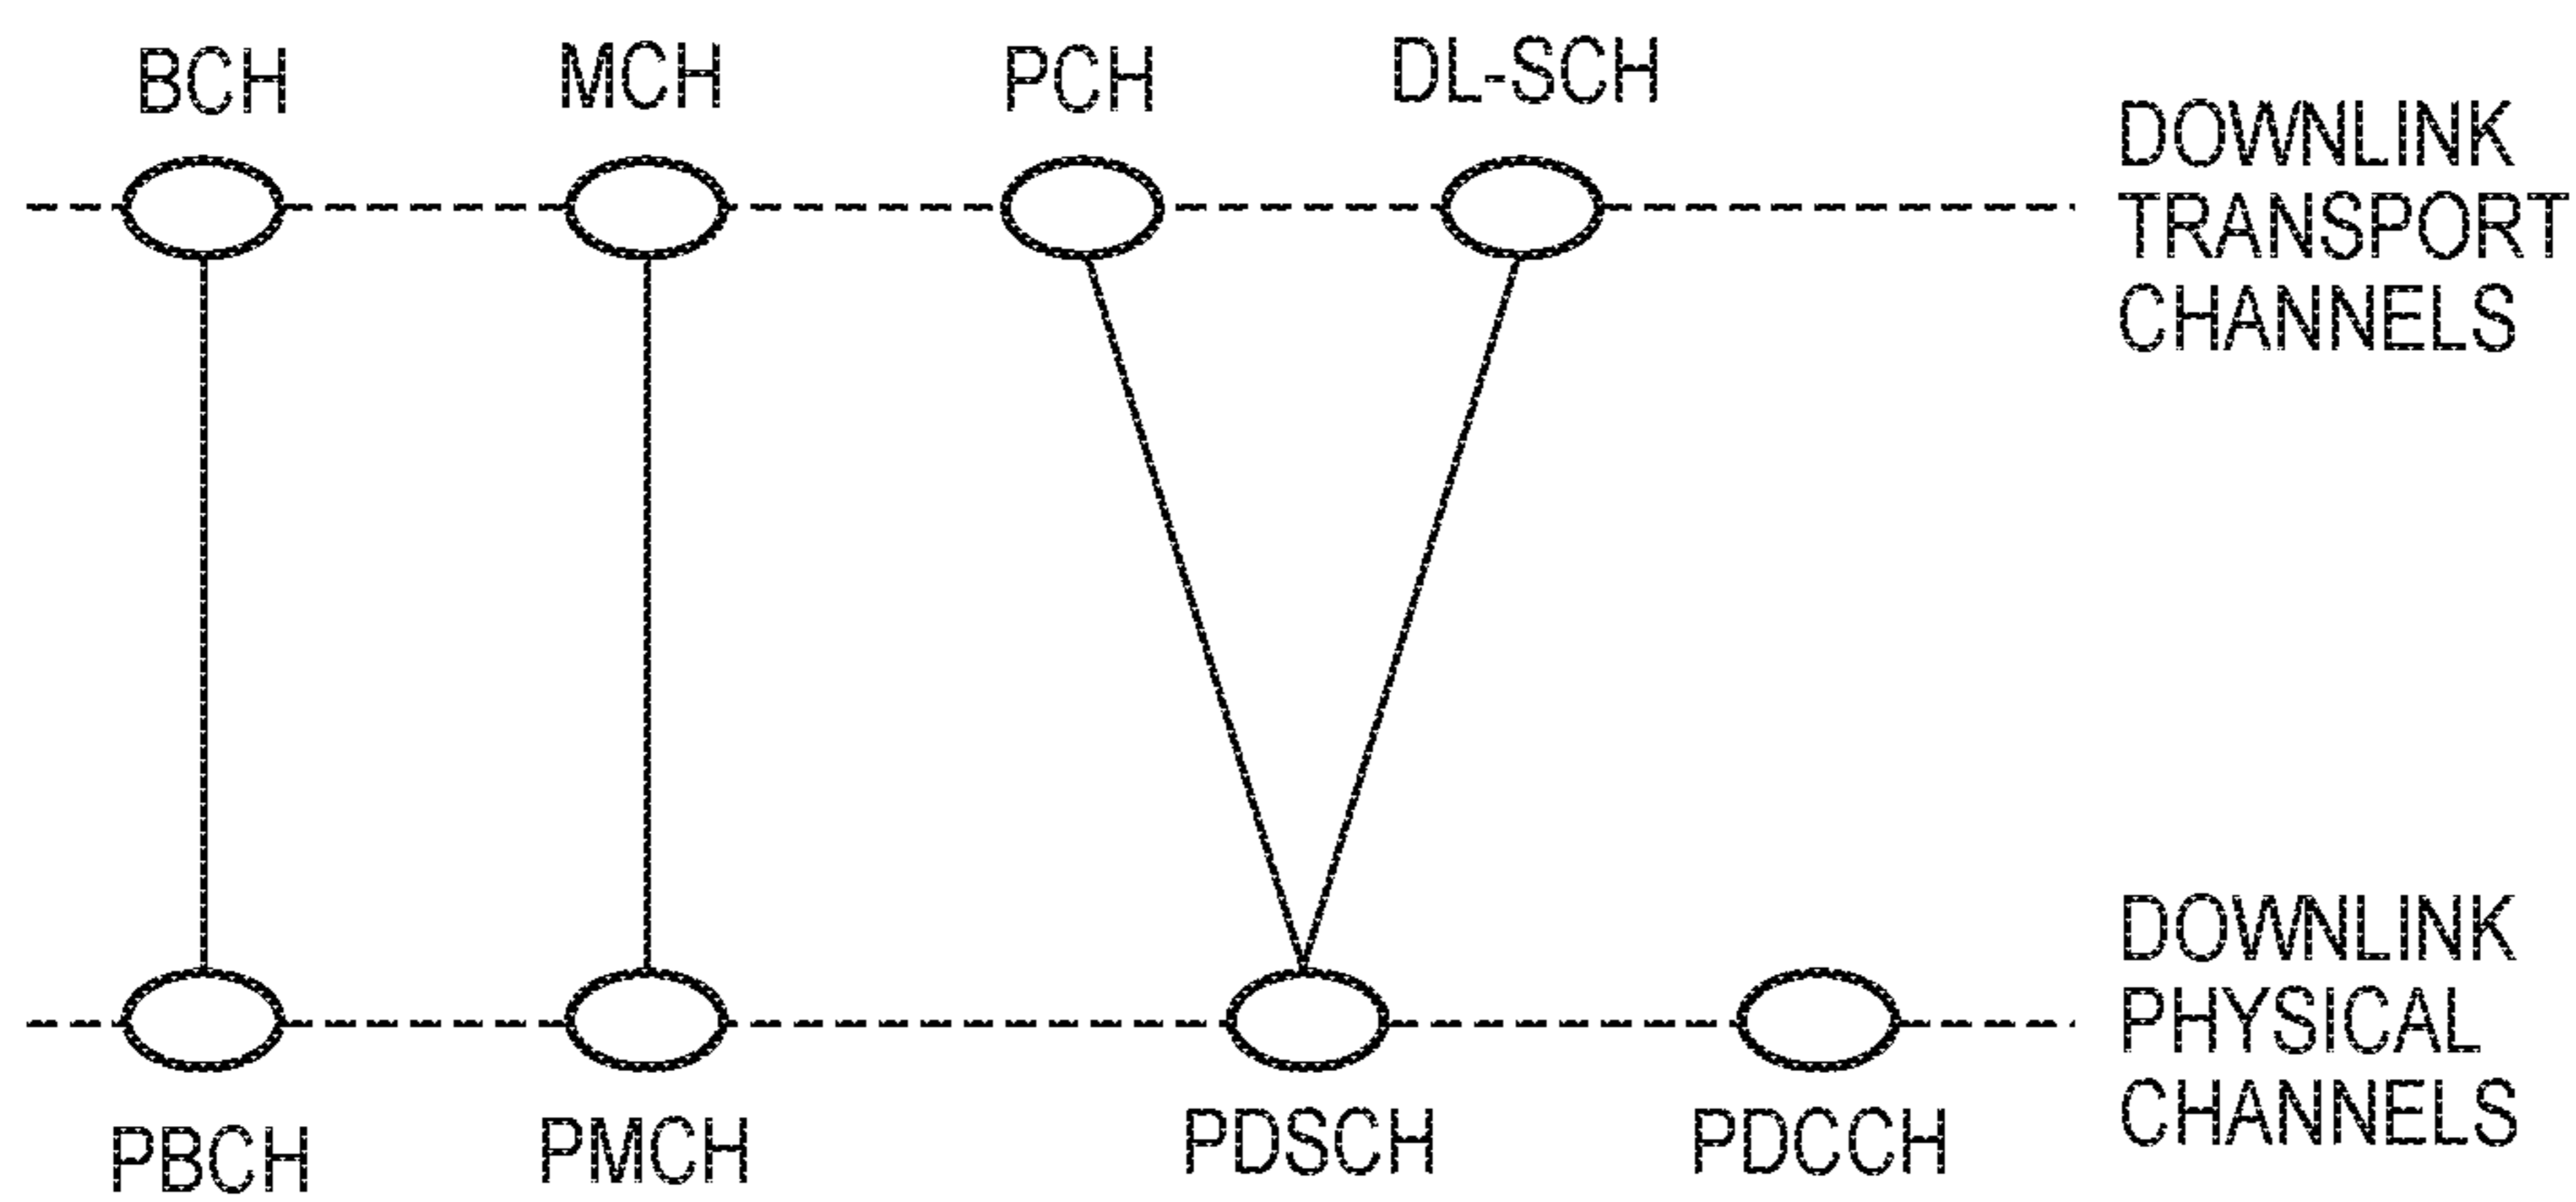 BCH
MCH
PCH
DL-SCH
DOWNLINK
TRANSPORT
CHANNELS
DOWNLINK
PHYSICAL
CHANNELS
PBCH
PMCH
PDSCH
PDCCH